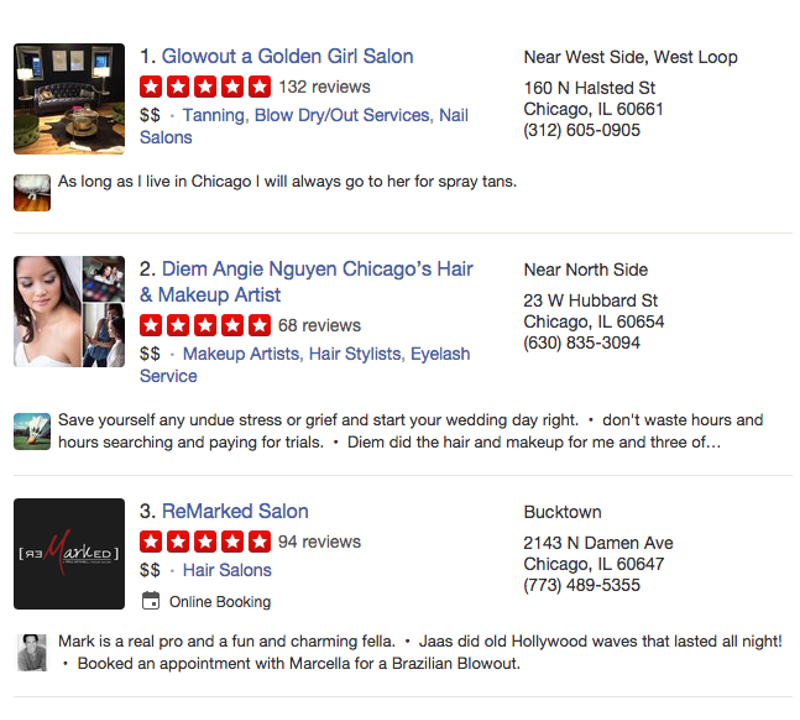 1. Glowout a Golden Girl Salon
132 reviews
$$ · Tanning, Blow Dry/Out Services, Nail
Salons
Near West Side, West Loop
160 N Halsted St
Chicago, IL 60661
(312) 605-0905
As long as I live in Chicago I will always go to her for spray tans.
2. Diem Angie Nguyen Chicago's Hair
& Makeup Artist
68 reviews
$$ · Makeup Artists, Hair Stylists, Eyelash
Service
Near North Side
23 W Hubbard St
Chicago, IL 60654
(630) 835-3094
Save yourself any undue stress or grief and start your wedding day right. • don't waste hours and
hours searching and paying for trials. • Diem did the hair and makeup for me and three of…
[REMARKED]
3. ReMarked Salon
94 reviews
$$ · Hair Salons
Online Booking
Bucktown
2143 N Damen Ave
Chicago, IL 60647
(773) 489-5355
Mark is a real pro and a fun and charming fella. • Jaas did old Hollywood waves that lasted all night!
• Booked an appointment with Marcella for a Brazilian Blowout.